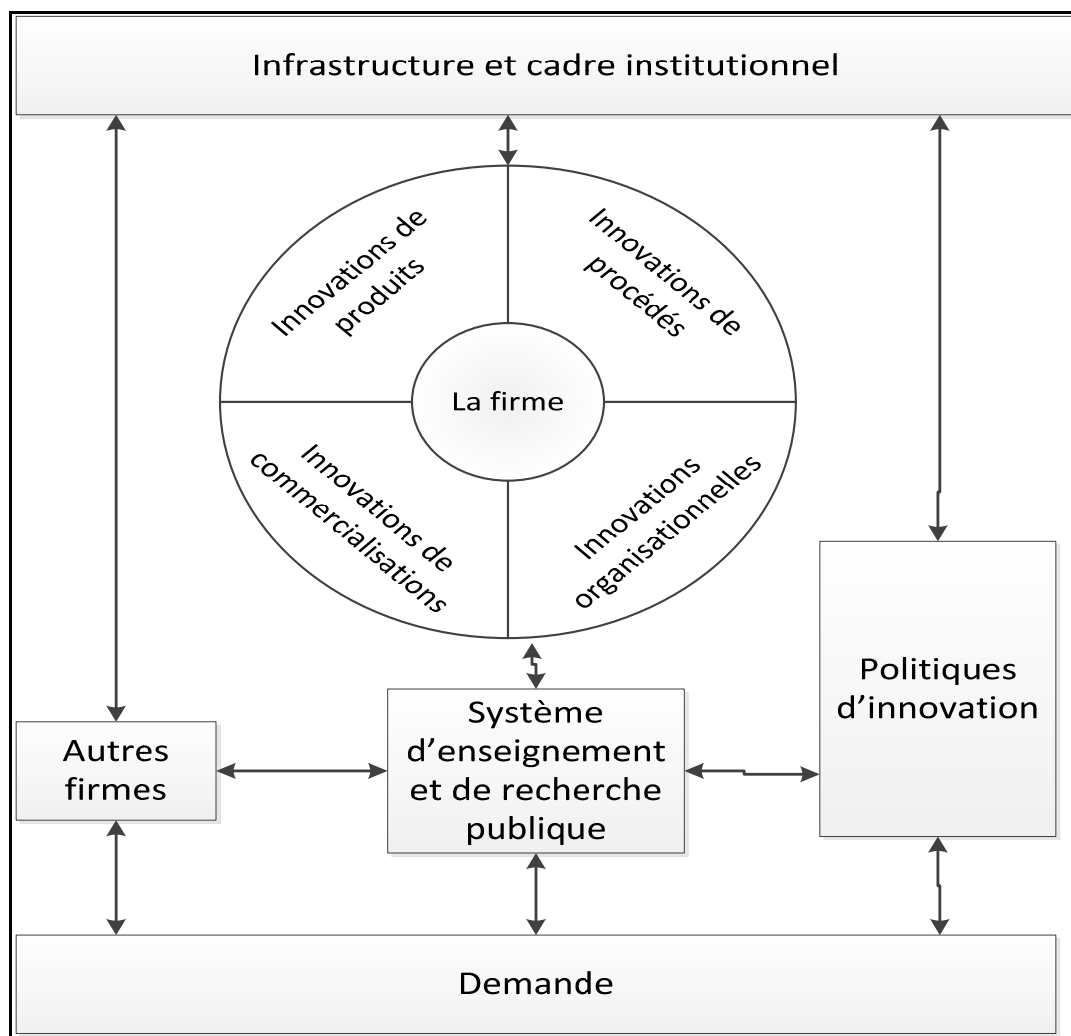 Infrastructure et cadre institutionnel
Innovations de
produits
Innovations de
procédés
La firme
Innovations de
commercialisations
Innovations
organisationnelles
Politiques
d’innovation
Autres
firmes
Système
d’enseignement
et de recherche
publique
Demande